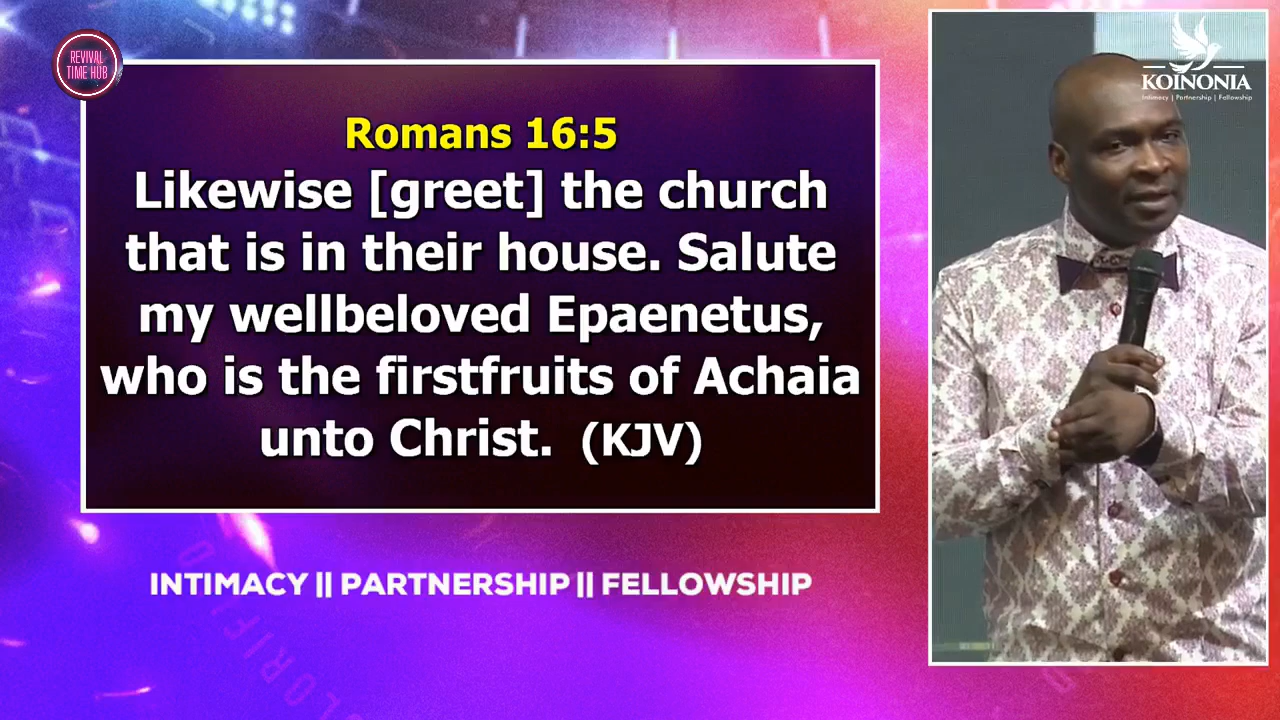 REVIVAL
TIME HUB
Romans 16:5
Likewise [greet] the church
that is in their house. Salute
my wellbeloved Epaenetus,
who is the firstfruits of Achaia
unto Christ. (KJV)
INTIMACY || PARTNERSHIP || FELLOWSHIP
KOINONIA
Intimacy | Partnership | Fellowship